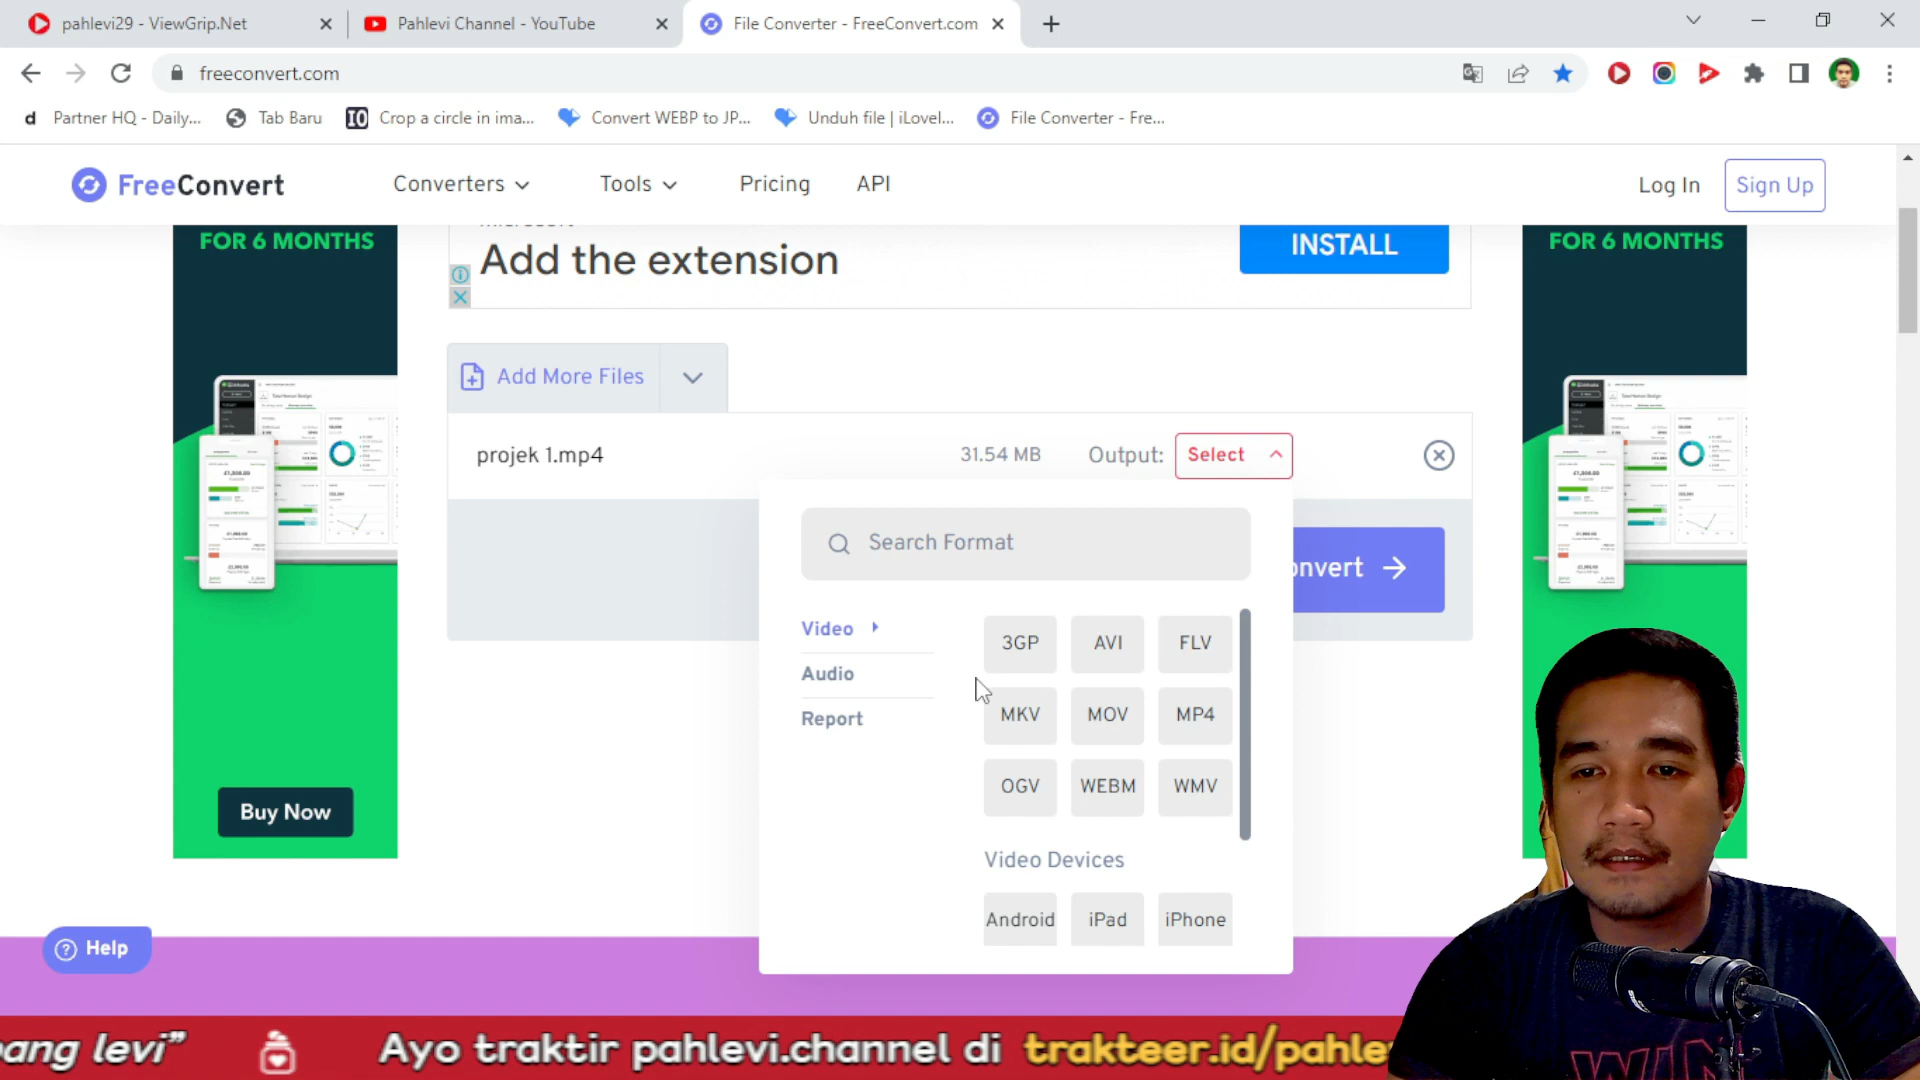 pahlevi29 - ViewGrip.Net
Pahlevi Channel - YouTube
File Converter - FreeConvert.com
freeconvert.com
d Partner HQ - Daily...
Tab Baru
IO Crop a circle in ima...
Convert WEBP to JP...
Unduh file | iLoveI...
File Converter - Fre...
FreeConvert
Converters
Tools
Pricing
API
Log In
Sign Up
FOR 6 MONTHS
Add the extension
INSTALL
FOR 6 MONTHS
Add More Files
projek 1.mp4
31.54 MB
Output:
Select
Search Format
onvert
Video
Audio
Report
3GP
AVI
FLV
MKV
MOV
MP4
OGV
WEBM
WMV
Video Devices
Android
iPad
iPhone
Buy Now
Help
ang levi”
Ayo traktir pahlevi.channel di trakteer.id/pahle
WIN